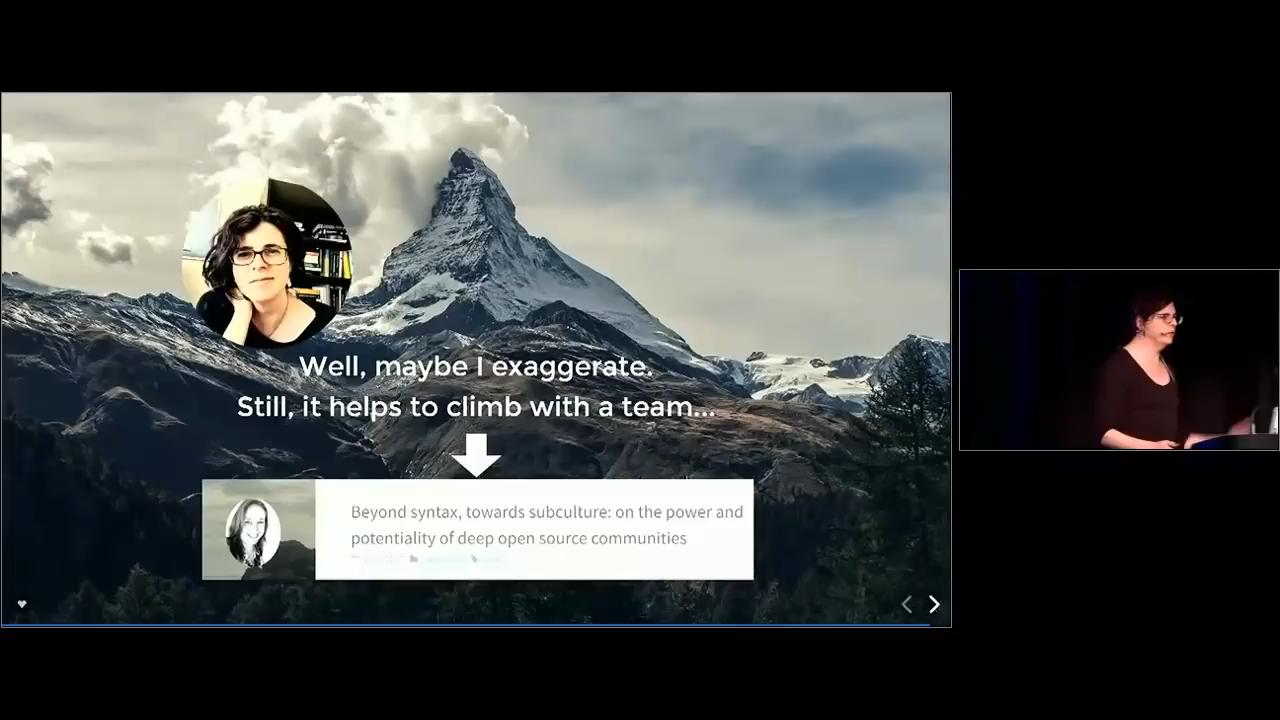 Well, maybe I exaggerate.
Still, it helps to climb with a team...
Beyond syntax, towards subculture: on the power and
potentiality of deep open source communities